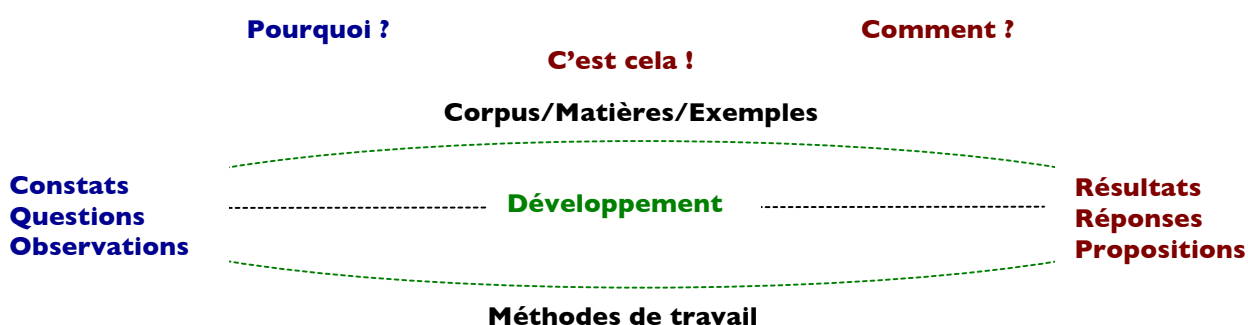 Pourquoi ?
Comment ?
C’est cela !
Corpus/Matières/Exemples
Constats
Questions
Observations
Développement
Résultats
Réponses
Propositions
Méthodes de travail